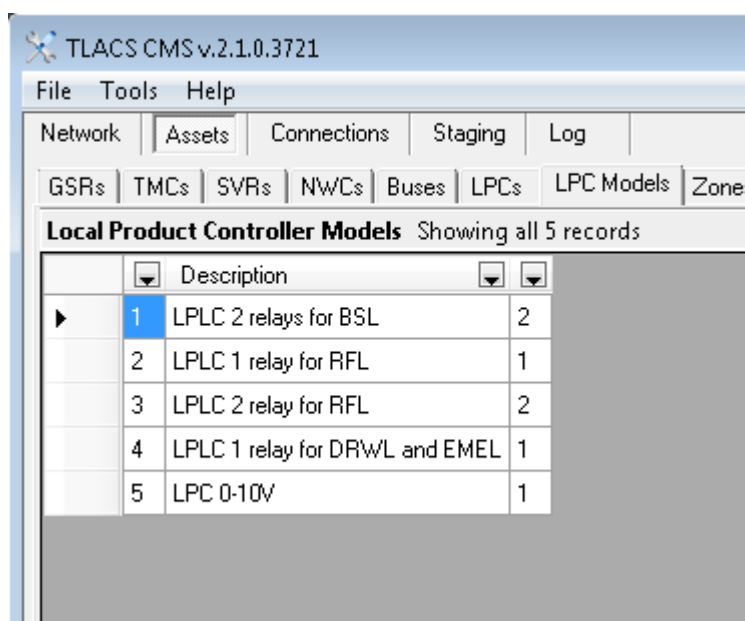 TLACS CMS v.2.1.0.3721
File Tools Help
Network Assets Connections Staging Log
GSRs TMCs SVRs NWCs Buses LPCs LPC Models Zones
Local Product Controller Models Showing all 5 records
Description
1 LPLC 2 relays for BSL 2
2 LPLC 1 relay for RFL 1
3 LPLC 2 relay for RFL 2
4 LPLC 1 relay for DRWL and EMEL 1
5 LPC 0-10V 1